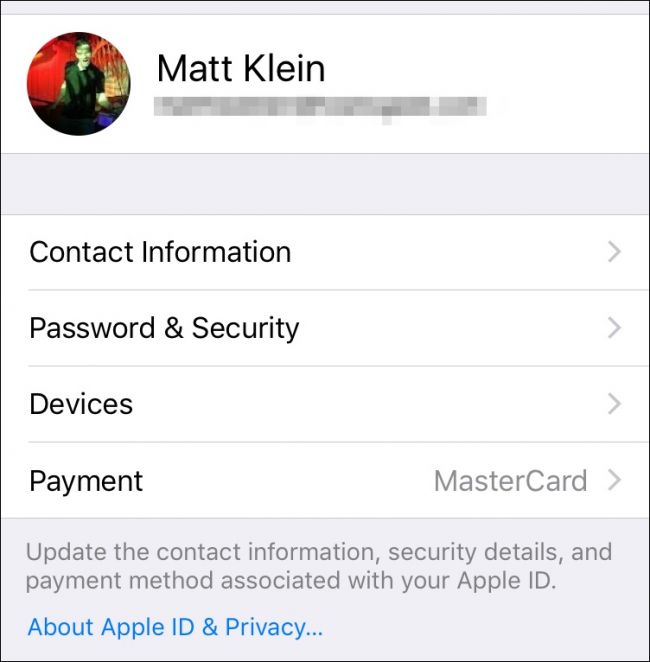 Matt Klein
Contact Information
Password & Security
Devices
Payment MasterCard
Update the contact information, security details, and
payment method associated with your Apple ID.
About Apple ID & Privacy...